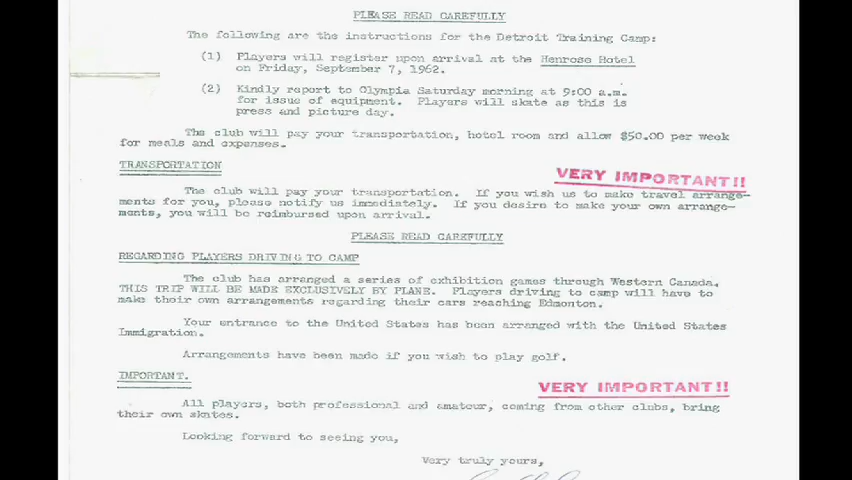 PLEASE READ CAREFULLY
The following are the instructions for the Detroit Training Camp:
(1) Players will register upon arrival at the Henrose Hotel
on Friday, September 7, 1962.
(2) Kindly report to Olympia Saturday morning at 9:00 a.m.
for issue of equipment. Players will skate as this is
press and picture day.
The club will pay your transportation, hotel room and allow $50.00 per week
for meals and expenses.
TRANSPORTATION
VERY IMPORTANT!!
The club will pay your transportation. If you wish us to make travel arrange-
ments for you, please notify us immediately. If you desire to make your own arrange-
ments, you will be reimbursed upon arrival.
PLEASE READ CAREFULLY
REGARDING PLAYERS DRIVING TO CAMP
The club has arranged a series of exhibition games through Western Canada.
THIS TRIP WILL BE MADE EXCLUSIVELY BY PLANE. Players driving to camp will have to
make their own arrangements regarding their cars reaching Edmonton.
Your entrance to the United States has been arranged with the United States
Immigration.
Arrangements have been made if you wish to play golf.
IMPORTANT.
VERY IMPORTANT!!
All players, both professional and amateur, coming from other clubs, bring
their own skates.
Looking forward to seeing you,
Very truly yours,